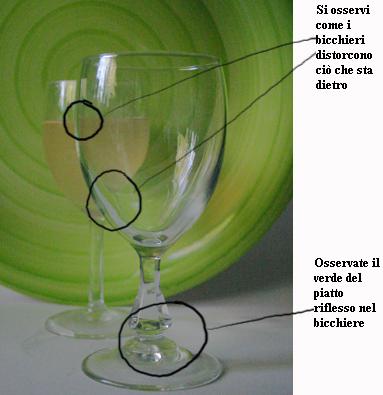 Si osservi
come i
bicchieri
distorcono
ciò che sta
dietro
Osservate il
verde del
piatto
riflesso nel
bicchiere